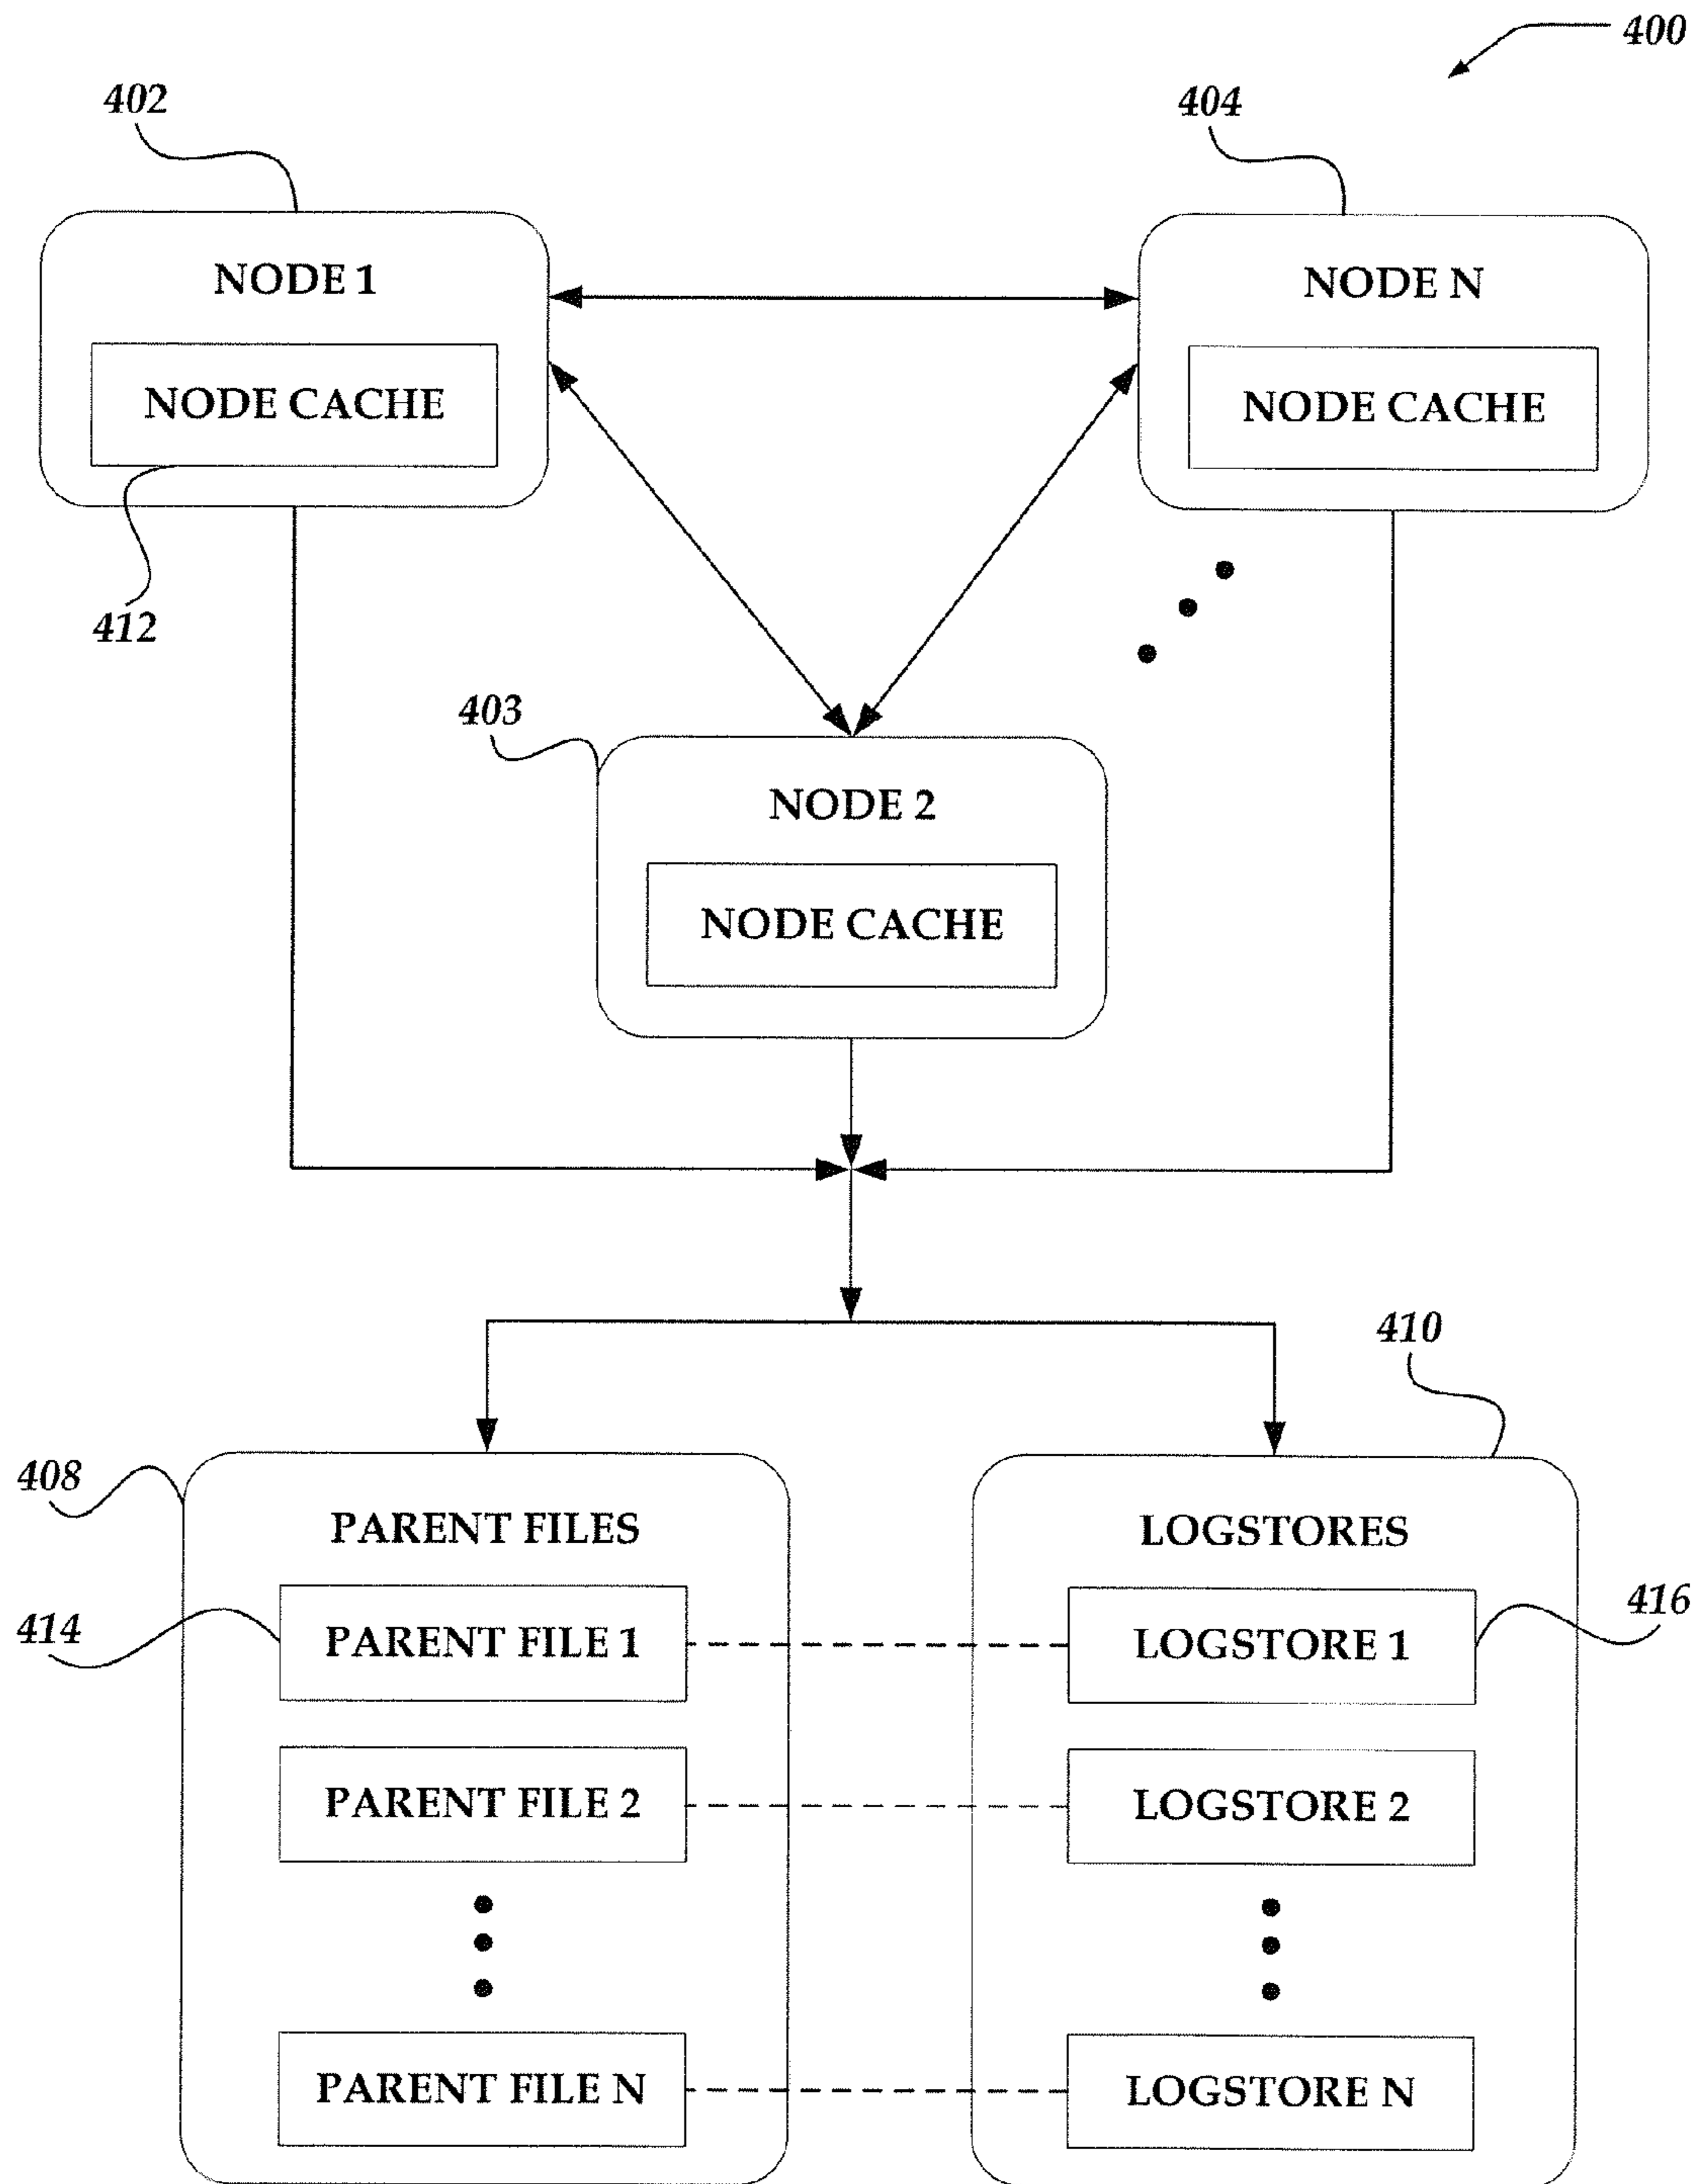 400
402
404
NODE 1
NODE CACHE
412
NODE N
NODE CACHE
403
NODE 2
NODE CACHE
410
408
PARENT FILES
414
PARENT FILE 1
PARENT FILE 2
PARENT FILE N
LOGSTORES
LOGSTORE 1
416
LOGSTORE 2
LOGSTORE N